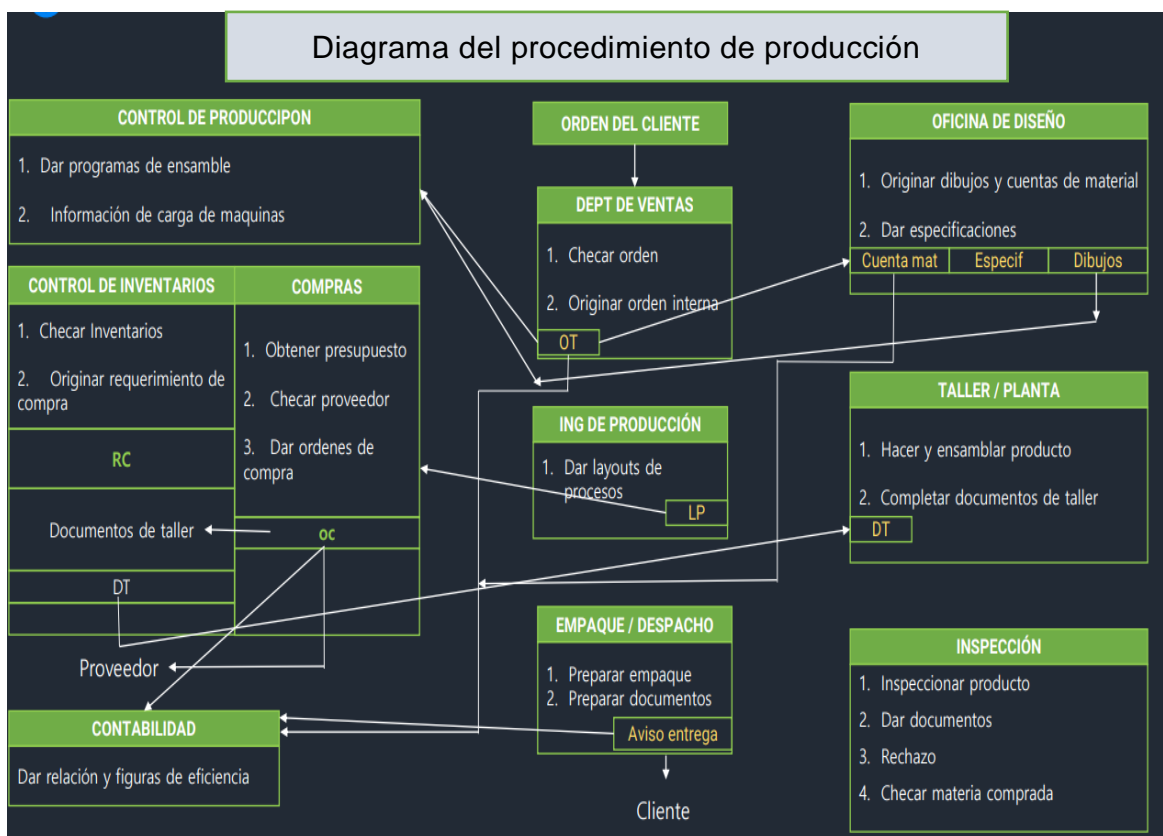 Diagrama del procedimiento de producción
CONTROL DE PRODUCCIPON
1. Dar programas de ensamble
2. Información de carga de maquinas
ORDEN DEL CLIENTE
DEPT DE VENTAS
1. Checar orden
2. Originar orden interna
OT
OFICINA DE DISEÑO
1. Originar dibujos y cuentas de material
2. Dar especificaciones
Cuenta mat
Especif
Dibujos
CONTROL DE INVENTARIOS
1. Checar Inventarios
2. Originar requerimiento de
compra
RC
Documentos de taller
DT
COMPRAS
1. Obtener presupuesto
2. Checar proveedor
3. Dar ordenes de
compra
OC
Proveedor
ING DE PRODUCCIÓN
1. Dar layouts de
procesos
LP
TALLER / PLANTA
1. Hacer y ensamblar producto
2. Completar documentos de taller
DT
CONTABILIDAD
Dar relación y figuras de eficiencia
EMPAQUE / DESPACHO
1. Preparar empaque
2. Preparar documentos
Aviso entrega
Cliente
INSPECCIÓN
1. Inspeccionar producto
2. Dar documentos
3. Rechazo
4. Checar materia comprada